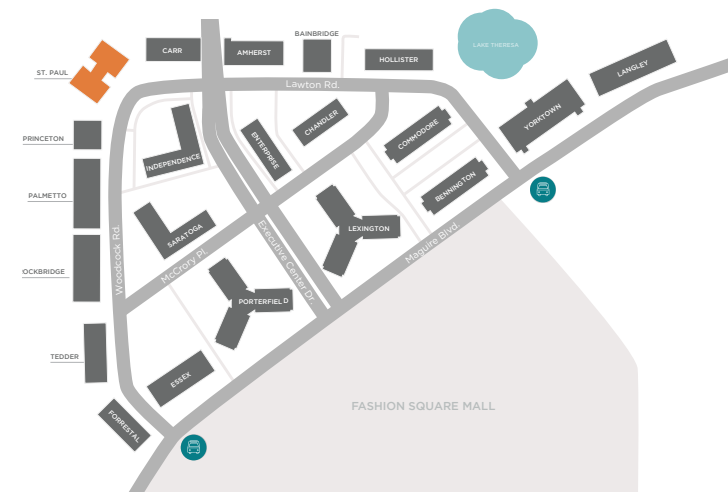 BAINBRIDGE
CARR
AMHERST
HOLLISTER
LAKE THERESA
LANGLEY
ST. PAUL
Lawton Rd.
YORKTOWN
CHANDLER
COMMODORE
PRINCETON
ENTERPRISE
INDEPENDENCE
BENNINGTON
PALMETTO
SARATOGA
LEXINGTON
Woodcock Rd.
McCrory Pl.
Executive Center Dr.
Maguire Blvd.
OCKBRIDGE
PORTERFIELD
TEDDER
ESSEX
FASHION SQUARE MALL
FORRESTAL